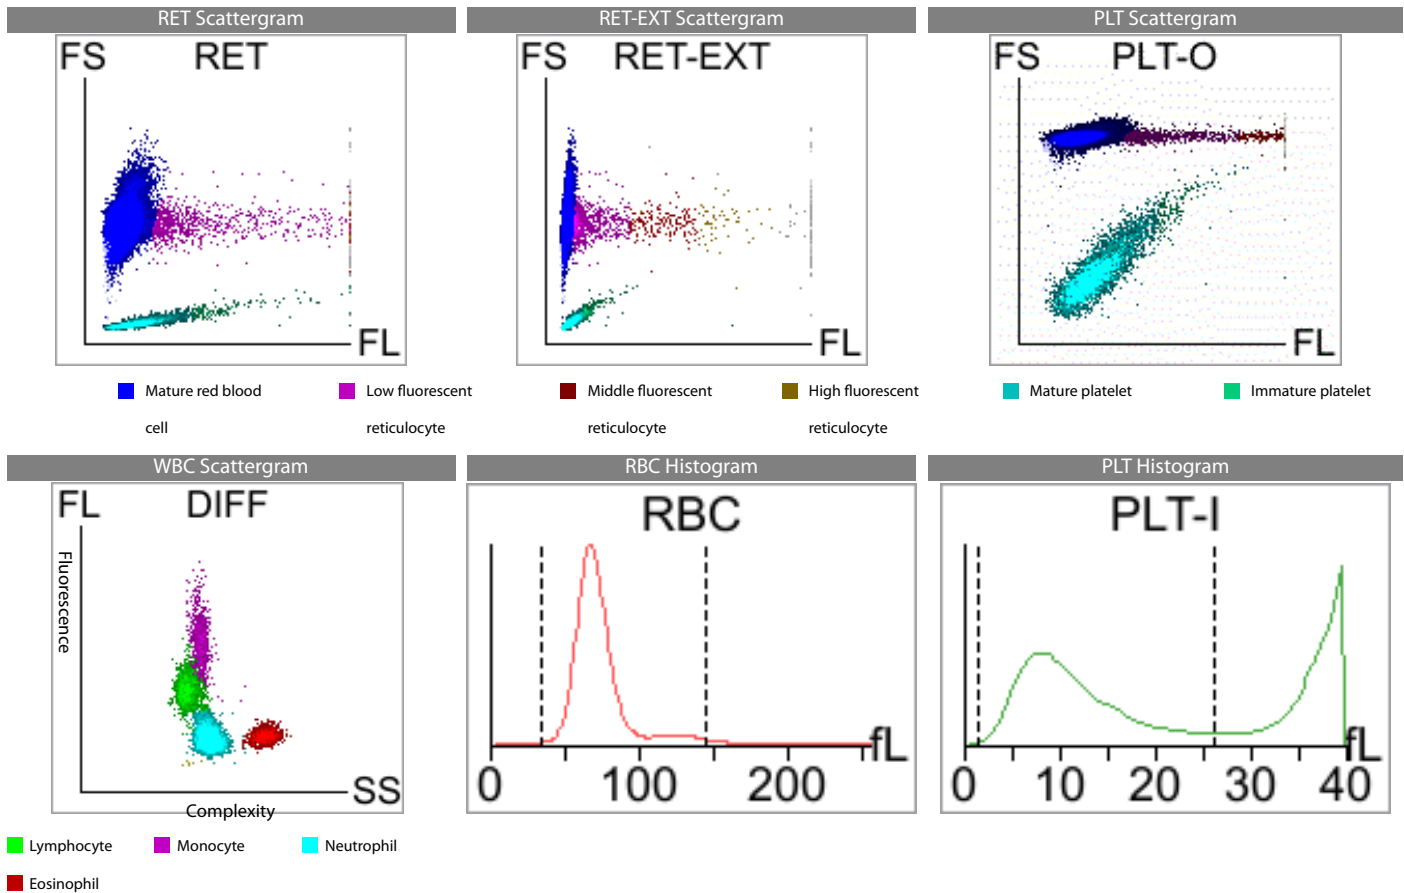 RET Scattergram
RET-EXT Scattergram
PLT Scattergram
FS RET
FL
FS RET-EXT
FL
FS PLT-O
FL
Mature red blood
cell
Low fluorescent
reticulocyte
Middle fluorescent
reticulocyte
High fluorescent
reticulocyte
Mature platelet
Immature platelet
WBC Scattergram
RBC Histogram
PLT Histogram
FL DIFF
Fluorescence
SS
Complexity
RBC
fL
0 100 200
PLT-I
fL
0 10 20 30 40
Lymphocyte
Monocyte
Neutrophil
Eosinophil